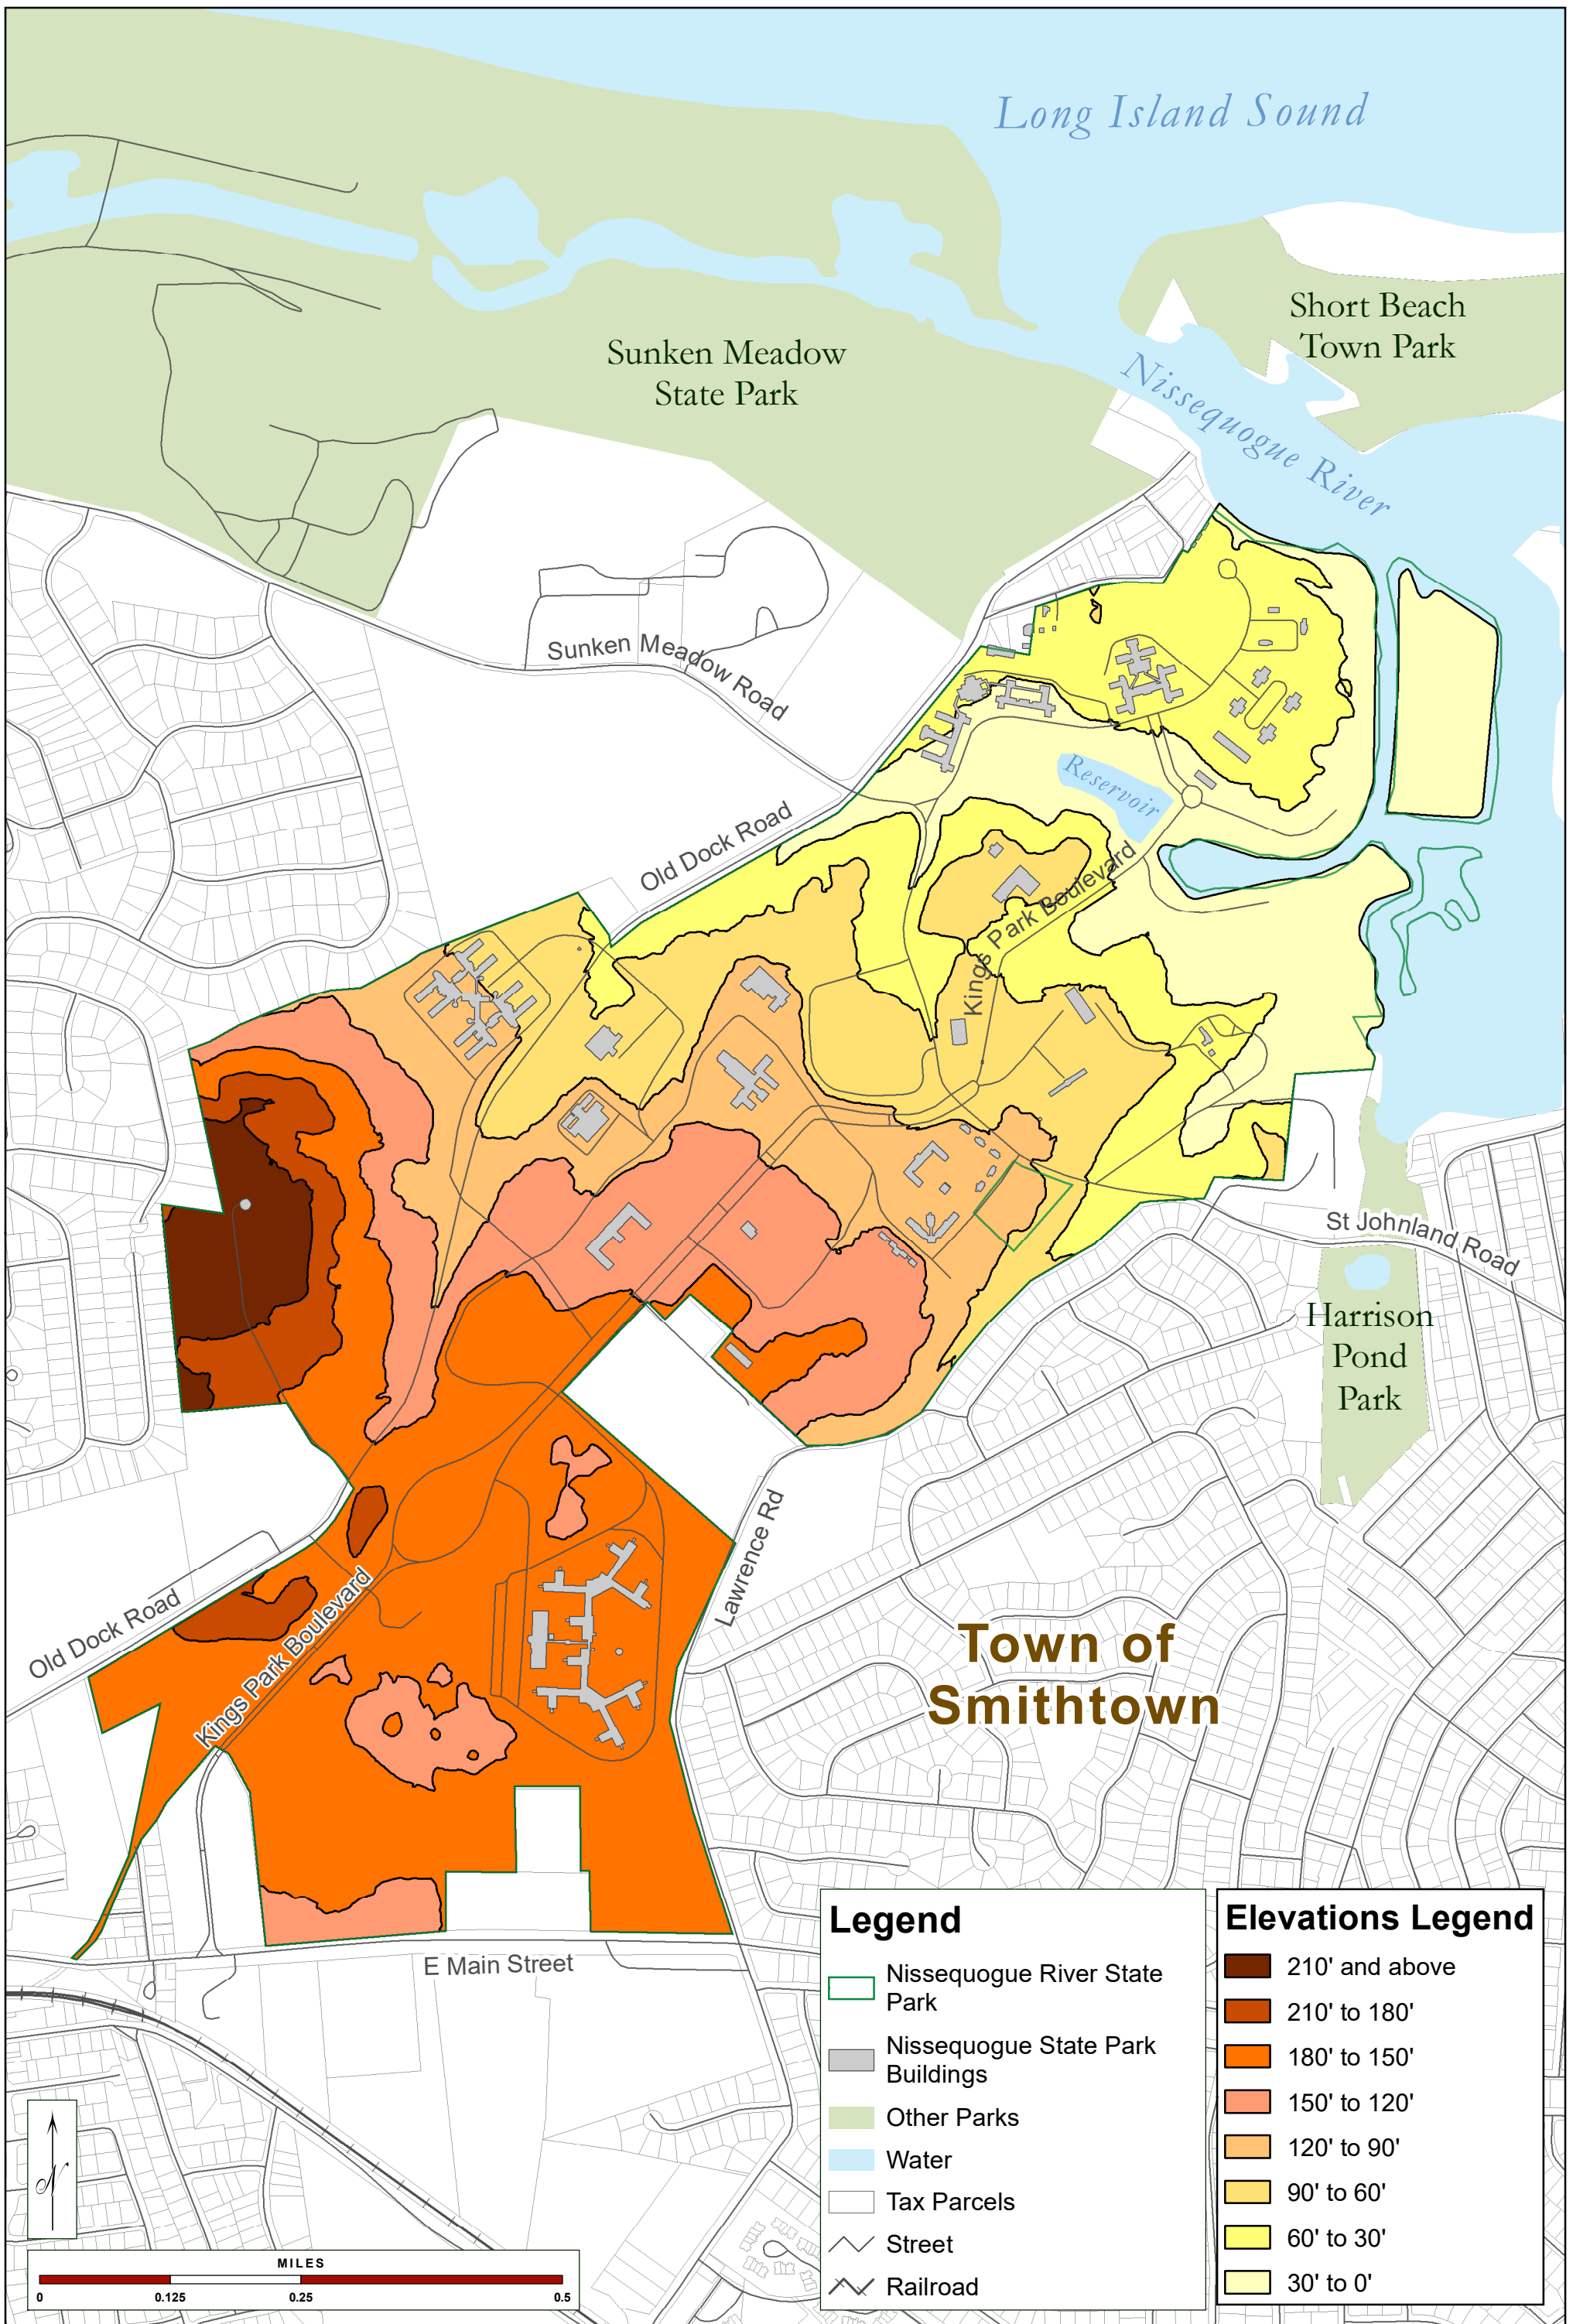 Long Island Sound
Short Beach
Town Park
Sunken Meadow
State Park
Nissequogue River
Sunken Meadow Road
Reservoir
Old Dock Road
Kings Park Boulevard
St Johnland Road
Harrison
Pond
Park
Lawrence Rd
Old Dock Road
Kings Park Boulevard
Town of
Smithtown
E Main Street
Legend
Nissequogue River State
Park
Nissequogue State Park
Buildings
Other Parks
Water
Tax Parcels
Street
Railroad
Elevations Legend
210' and above
210' to 180'
180' to 150'
150' to 120'
120' to 90'
90' to 60'
60' to 30'
30' to 0'
N
MILES
0 0.125 0.25 0.5